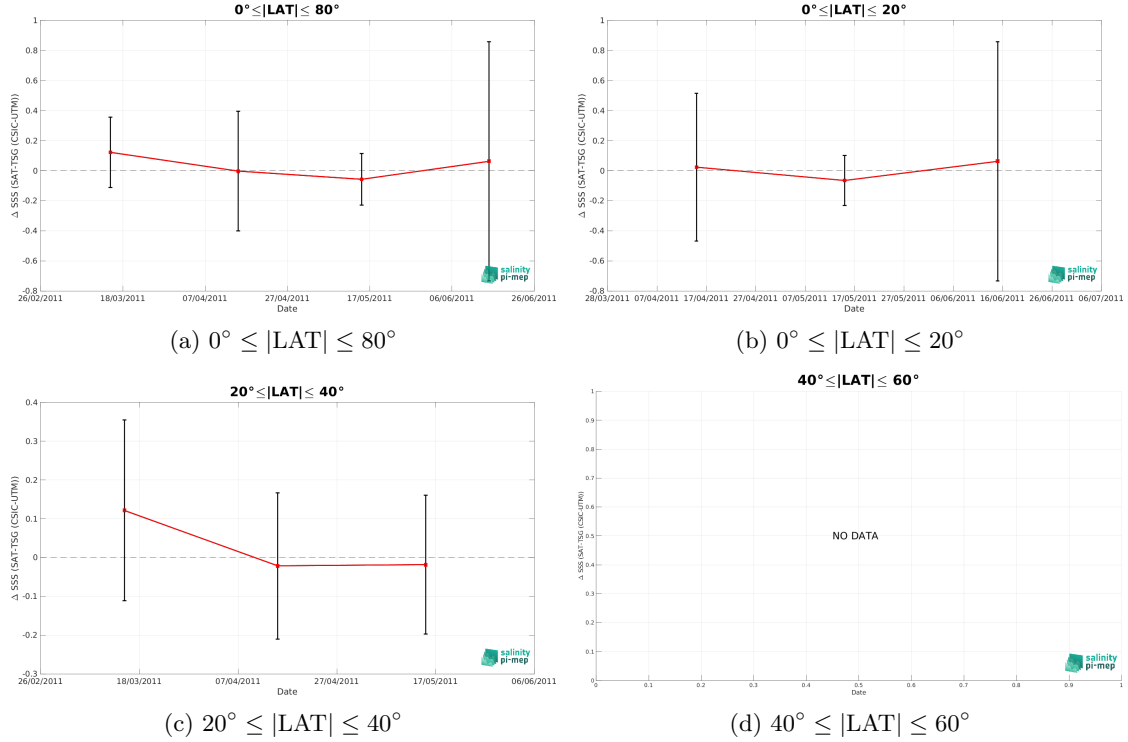 0°≤|LAT|≤ 80°
1
0.8
0.6
0.4
0.2
0
-0.2
-0.4
-0.6
-0.8
Δ SSS (SAT-TSG (CSIC-UTM))
26/02/2011 18/03/2011 07/04/2011 27/04/2011 17/05/2011 06/06/2011 26/06/2011
Date
salinity
pi-mep
(a) 0° ≤ |LAT| ≤ 80°
0°≤|LAT|≤ 20°
1
0.8
0.6
0.4
0.2
0
-0.2
-0.4
-0.6
-0.8
Δ SSS (SAT-TSG (CSIC-UTM))
28/03/2011 07/04/2011 17/04/2011 27/04/2011 07/05/2011 17/05/2011 27/05/2011 06/06/2011 16/06/2011 26/06/2011 06/07/2011
Date
salinity
pi-mep
(b) 0° ≤ |LAT| ≤ 20°
20°≤|LAT|≤ 40°
0.4
0.3
0.2
0.1
0
-0.1
-0.2
-0.3
Δ SSS (SAT-TSG (CSIC-UTM))
26/02/2011 18/03/2011 07/04/2011 27/04/2011 17/05/2011 06/06/2011
Date
salinity
pi-mep
(c) 20° ≤ |LAT| ≤ 40°
40°≤|LAT|≤ 60°
1
0.9
0.8
0.7
0.6
0.5
0.4
0.3
0.2
0.1
0
Δ SSS (SAT-TSG (CSIC-UTM))
NO DATA
0 0.1 0.2 0.3 0.4 0.5 0.6 0.7 0.8 0.9 1
Date
salinity
pi-mep
(d) 40° ≤ |LAT| ≤ 60°